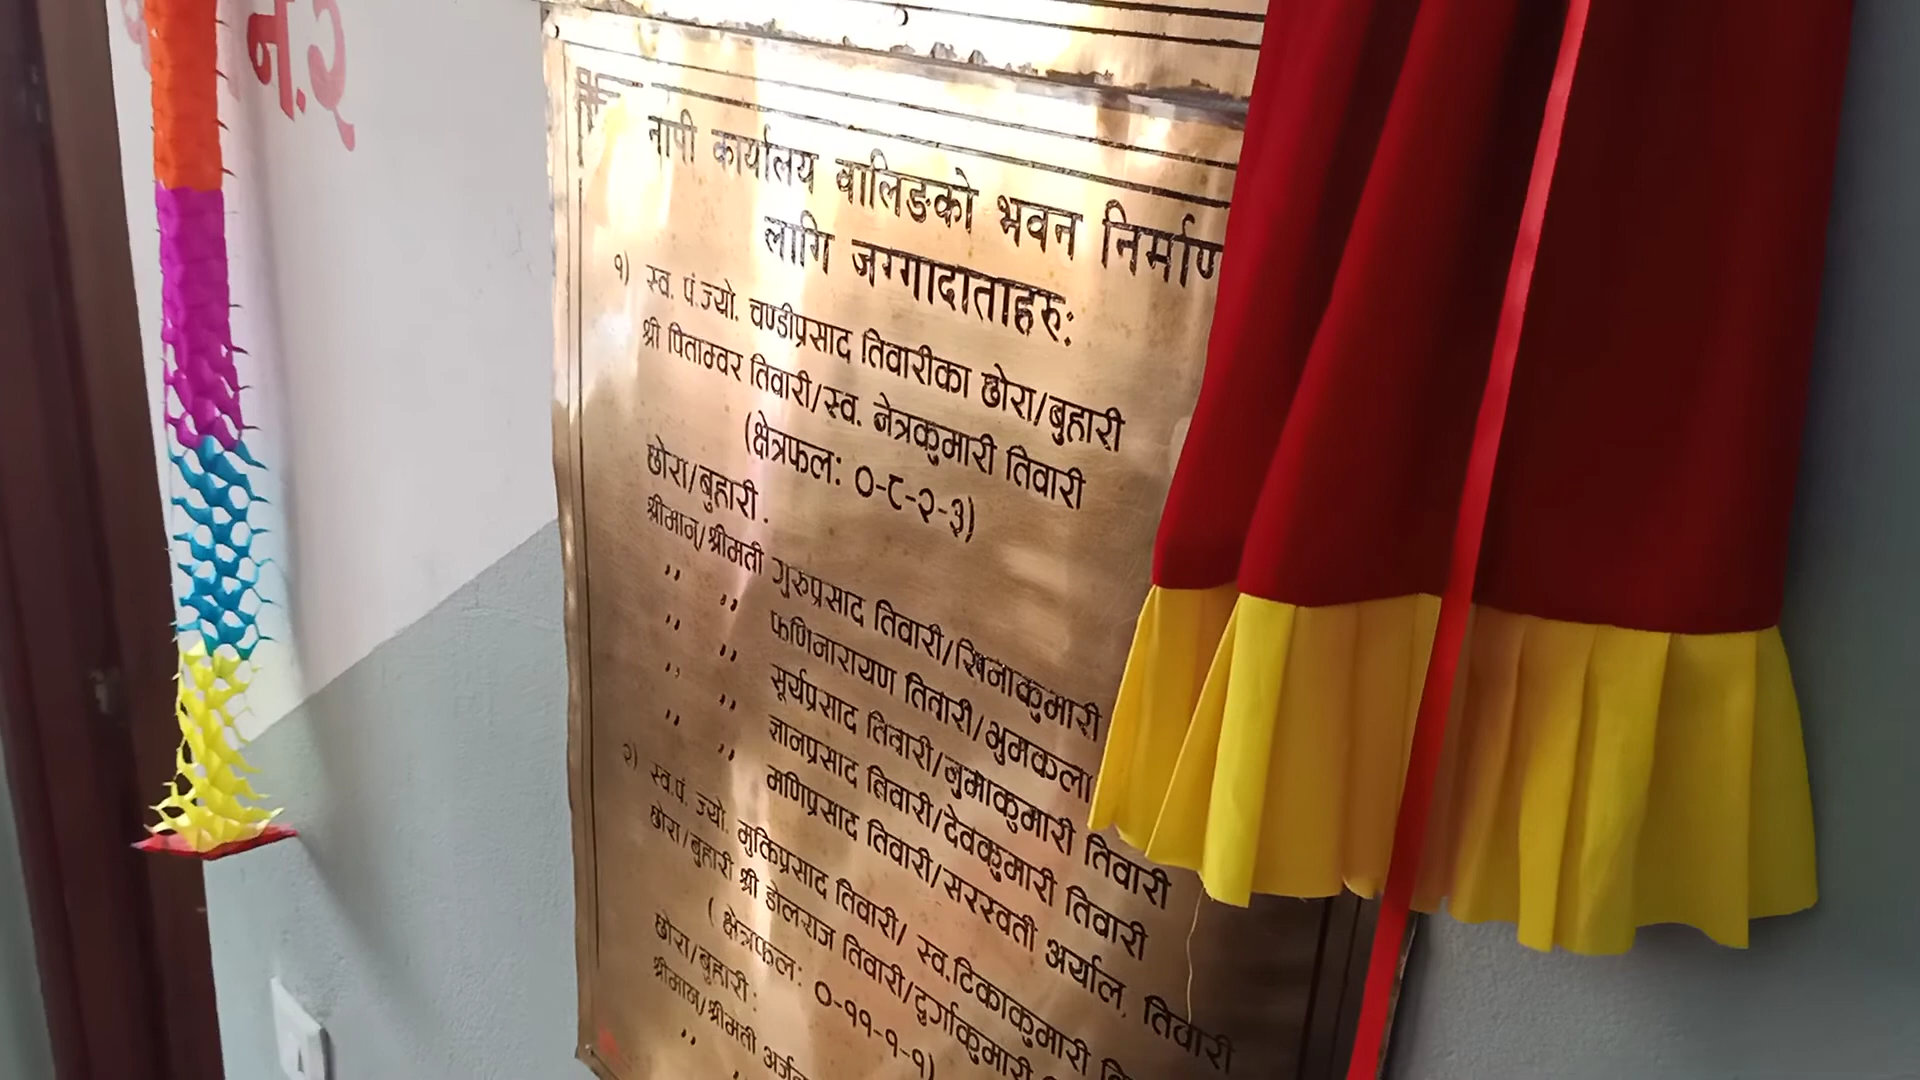 न.२
नापी कार्यालय वालिङको भवन निर्माण
लागि जग्गादाताहरु:
१) स्व. पं.ज्यो. चण्डीप्रसाद तिवारीका छोरा/बुहारी
श्री पिताम्वर तिवारी/स्व. नेत्रकुमारी तिवारी
(क्षेत्रफल: ०-८-२-३)
छोरा/बुहारी .
श्रीमान्/श्रीमती गुरुप्रसाद तिवारी/खिनाकुमारी
,, ,, फणिनारायण तिवारी/भुमकला
,, ,, सूर्यप्रसाद तिवारी/जुमाकुमारी तिवारी
,, ,, ज्ञानप्रसाद तिवारी/देवकुमारी तिवारी
,, ,, मणिप्रसाद तिवारी/सरस्वती अर्याल, तिवारी
२) स्व.पं. ज्यो. मुक्तिप्रसाद तिवारी/ स्व.टिकाकुमारी
छोरा/बुहारी श्री डोलराज तिवारी/दुर्गाकुमारी
( क्षेत्रफल: ०-११-१-१)
छोरा/बुहारी :
श्रीमान्/श्रीमती
,, ,,